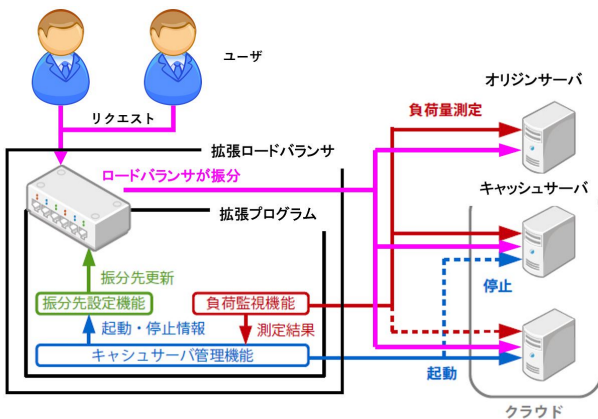 ユーザ
リクエスト
オリジンサーバ
負荷量測定
拡張ロードバランサ
ロードバランサが振分
キャッシュサーバ
拡張プログラム
振分先更新
停止
振分先設定機能
負荷監視機能
起動・停止情報
測定結果
キャシュサーバ管理機能
起動
クラウド